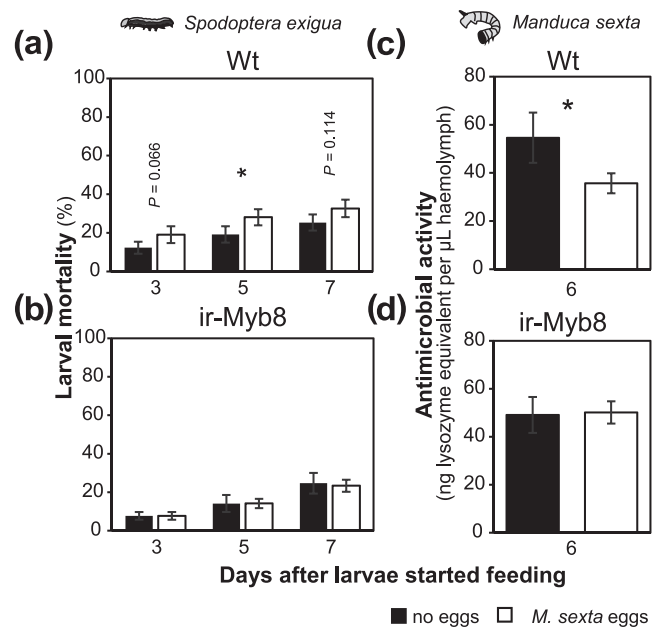 Spodoptera exigua
Manduca sexta
(a)
Wt
100
80
60
40
20
0
P = 0.066
*
P = 0.114
3
5
7
(b)
ir-Myb8
100
80
60
40
20
0
3
5
7
Larval mortality (%)
(c)
Wt
80
60
40
20
0
*
6
(d)
ir-Myb8
80
60
40
20
0
6
Antimicrobial activity
(ng lysozyme equivalent per µL haemolymph)
Days after larvae started feeding
no eggs
M. sexta eggs